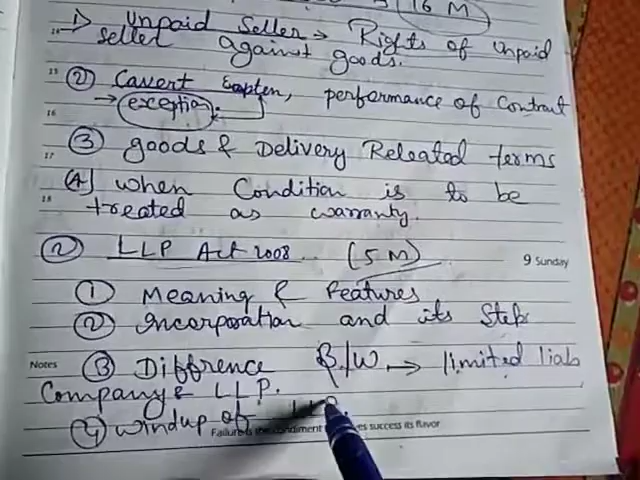 16 M
① Unpaid Seller → Rights of Unpaid
seller against goods.
② Cavert Empten, performance of Contract
→ exception
③ goods & Delivery Releated terms
④ when Condition is to be
treated as warranty.
② LLP Act 2008 (5 M)
9 Sunday
① Meaning & Features
② incorporation and its Steps
Notes ③ Difference B/W → limited liab
Company & LLP.
④ windup of LLP.
Failure is the condiment that gives success its flavor